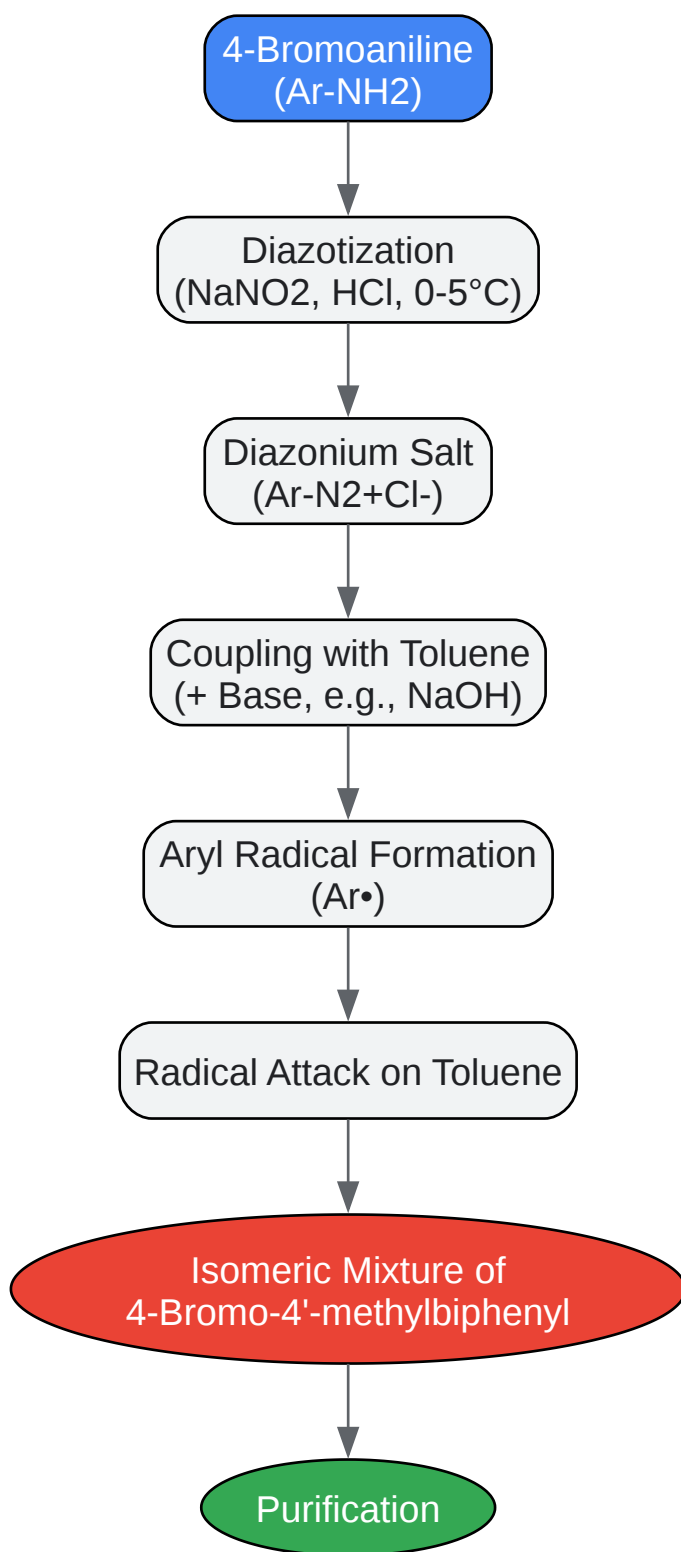 4-Bromoaniline
(Ar-NH2)
Diazotization
(NaNO2, HCl, 0-5°C)
Diazonium Salt
(Ar-N2+Cl-)
Coupling with Toluene
(+ Base, e.g., NaOH)
Aryl Radical Formation
(Ar•)
Radical Attack on Toluene
Isomeric Mixture of
4-Bromo-4'-methylbiphenyl
Purification